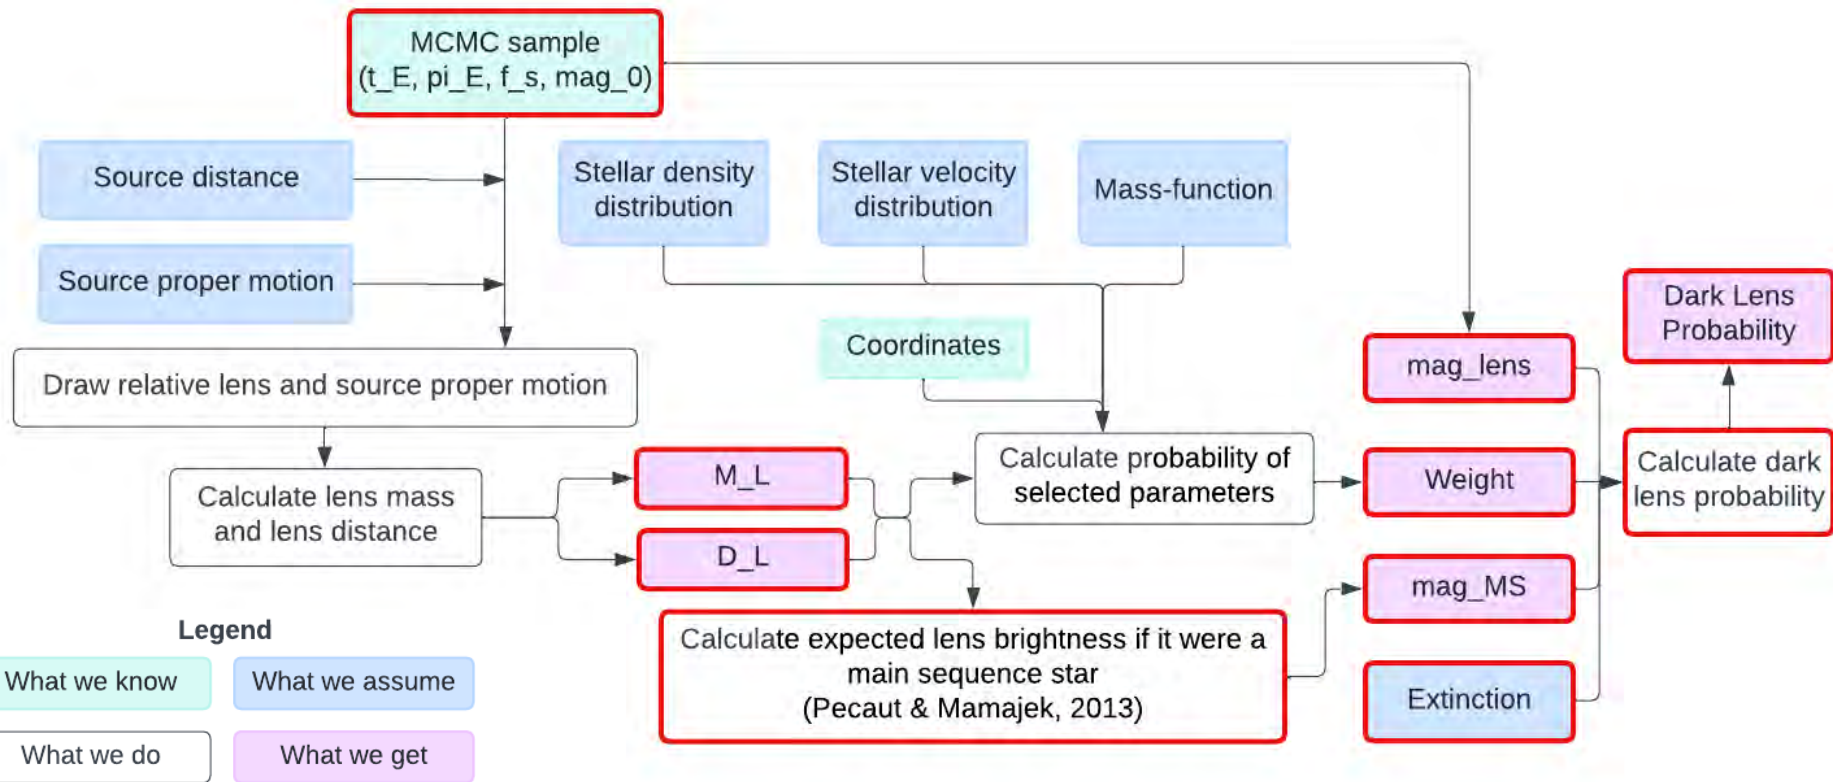 MCMC sample
(t_E, pi_E, f_s, mag_0)
Source distance
Stellar density
distribution
Stellar velocity
distribution
Mass-function
Source proper motion
Dark Lens
Probability
Coordinates
mag_lens
Draw relative lens and source proper motion
Calculate lens mass
and lens distance
M_L
D_L
Calculate probability of
selected parameters
Weight
Calculate dark
lens probability
mag_MS
Calculate expected lens brightness if it were a
main sequence star
(Pecaut & Mamajek, 2013)
Extinction
Legend
What we know
What we assume
What we do
What we get